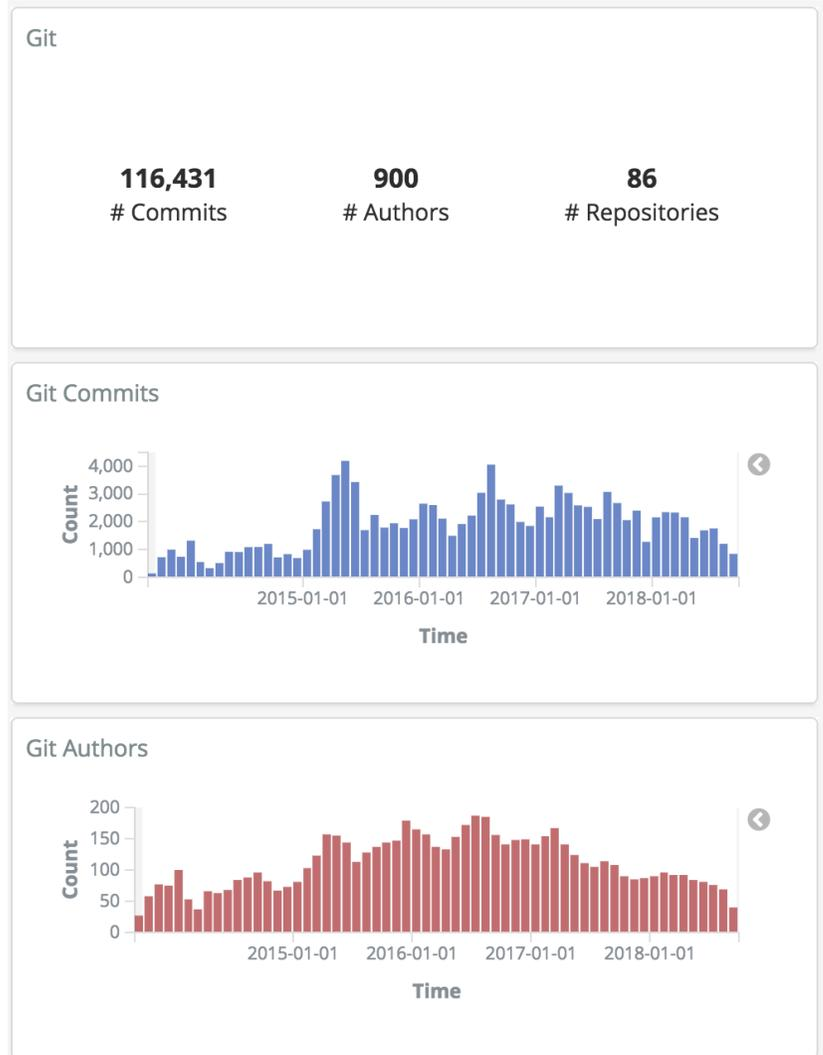 Git
116,431 900 86
# Commits # Authors # Repositories
Git Commits
4,000
3,000
2,000
1,000
0
Count
2015-01-01 2016-01-01 2017-01-01 2018-01-01
Time
Git Authors
200
150
100
50
0
Count
2015-01-01 2016-01-01 2017-01-01 2018-01-01
Time